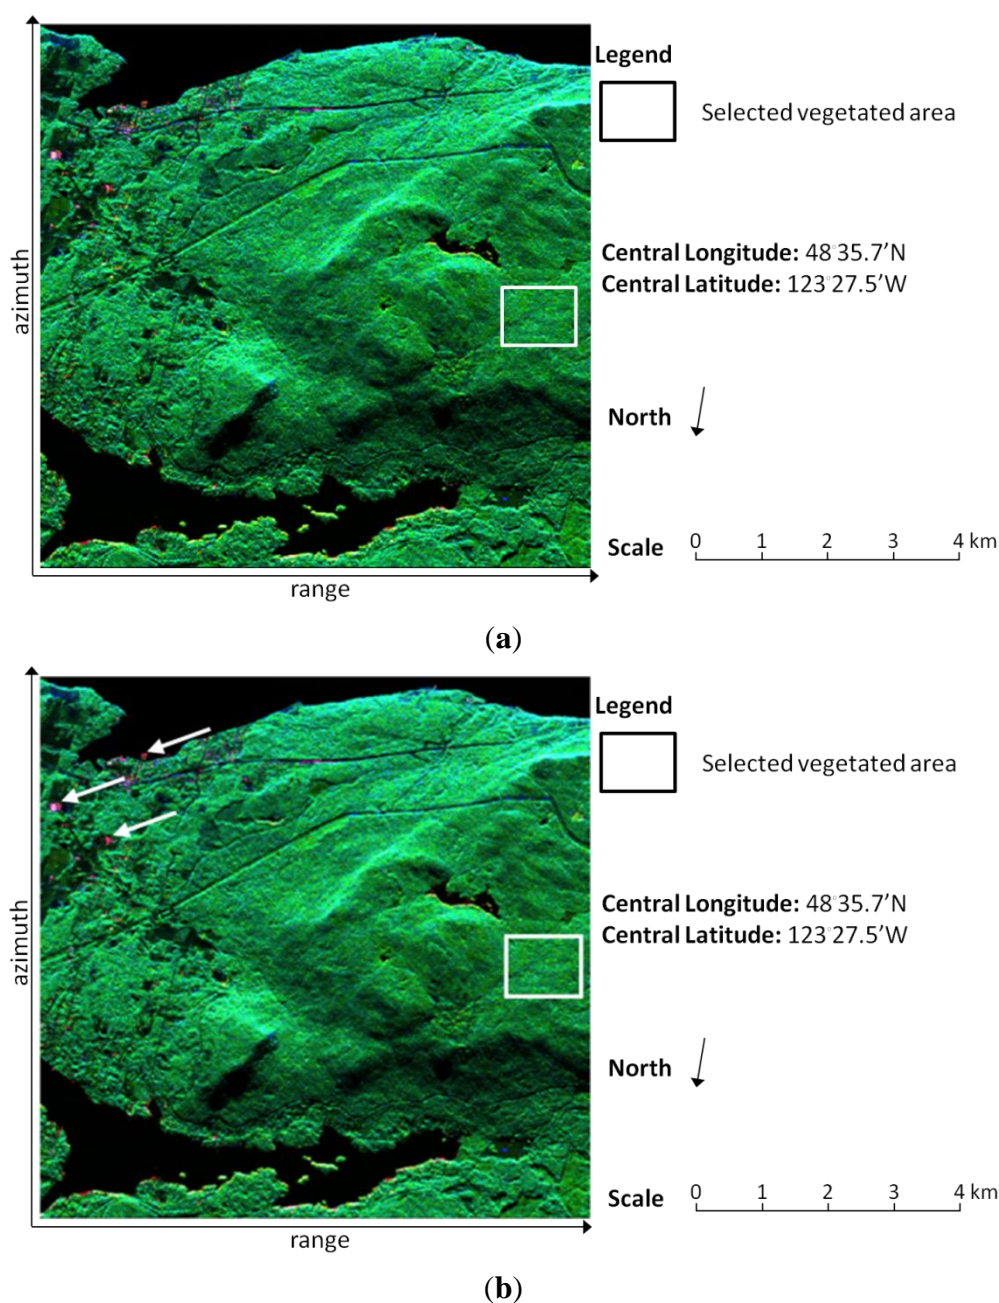 Legend
Selected vegetated area
Central Longitude: 48°35.7’N
Central Latitude: 123°27.5’W
azimuth
North
Scale
0 1 2 3 4 km
range
(a)
Legend
Selected vegetated area
Central Longitude: 48°35.7’N
Central Latitude: 123°27.5’W
azimuth
North
Scale
0 1 2 3 4 km
range
(b)